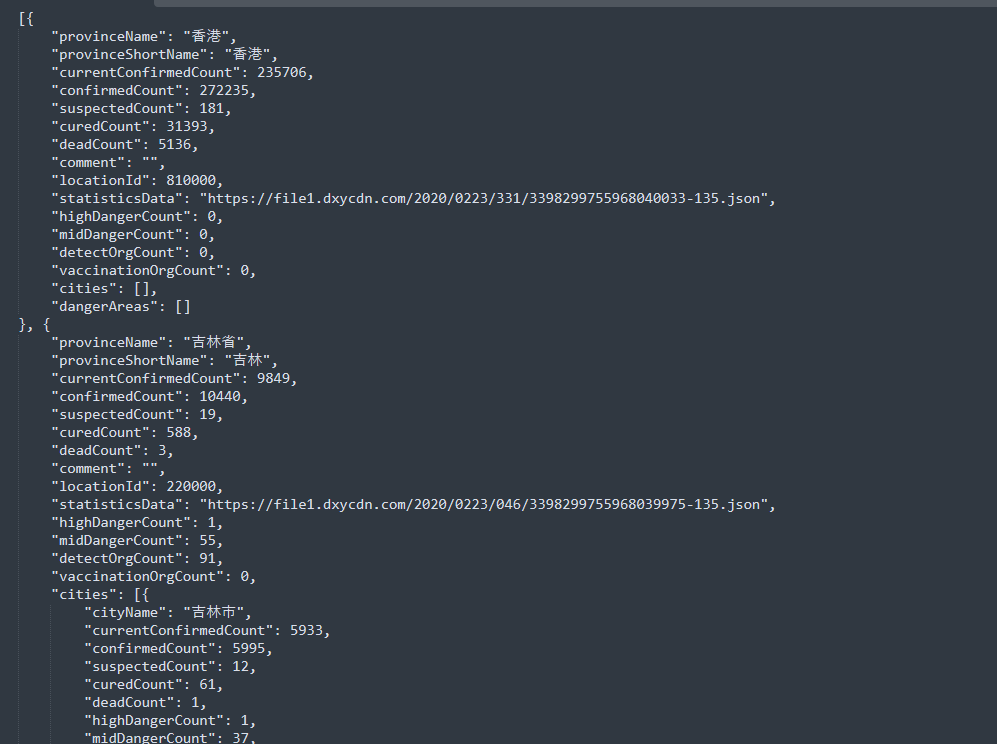 [{
"provinceName": "香港",
"provinceShortName": "香港",
"currentConfirmedCount": 235706,
"confirmedCount": 272235,
"suspectedCount": 181,
"curedCount": 31393,
"deadCount": 5136,
"comment": "",
"locationId": 810000,
"statisticsData": "https://file1.dxycdn.com/2020/0223/331/3398299755968040033-135.json",
"highDangerCount": 0,
"midDangerCount": 0,
"detectOrgCount": 0,
"vaccinationOrgCount": 0,
"cities": [],
"dangerAreas": []
}, {
"provinceName": "吉林省",
"provinceShortName": "吉林",
"currentConfirmedCount": 9849,
"confirmedCount": 10440,
"suspectedCount": 19,
"curedCount": 588,
"deadCount": 3,
"comment": "",
"locationId": 220000,
"statisticsData": "https://file1.dxycdn.com/2020/0223/046/3398299755968039975-135.json",
"highDangerCount": 1,
"midDangerCount": 55,
"detectOrgCount": 91,
"vaccinationOrgCount": 0,
"cities": [{
"cityName": "吉林市",
"currentConfirmedCount": 5933,
"confirmedCount": 5995,
"suspectedCount": 12,
"curedCount": 61,
"deadCount": 1,
"highDangerCount": 1,
"midDangerCount": 37,